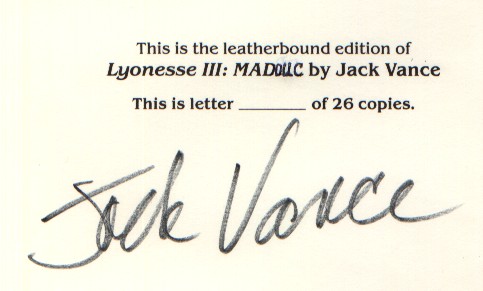 This is the leatherbound edition of
Lyonesse III: MADOUC by Jack Vance
This is letter ______ of 26 copies.
Jack Vance